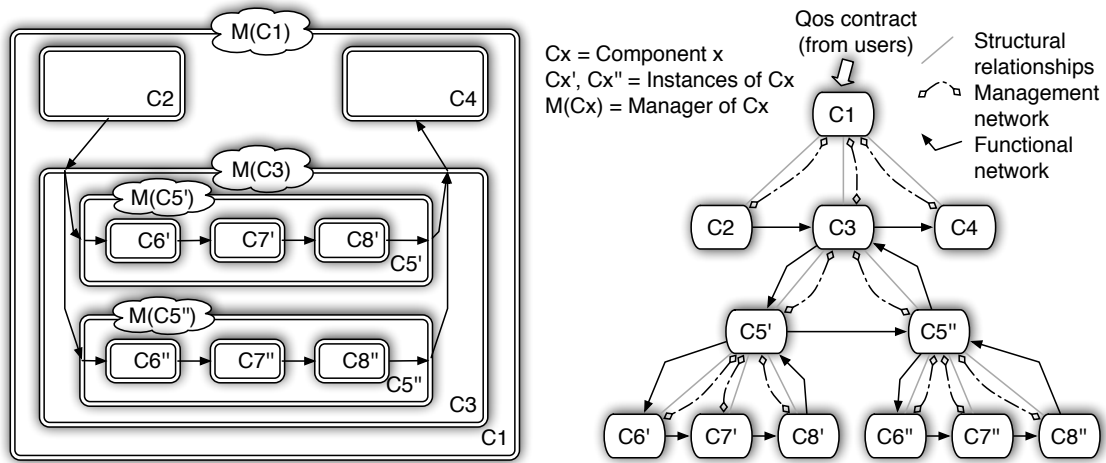 M(C1)
C2
C4
M(C3)
M(C5')
C6'
C7'
C8'
C5'
M(C5")
C6"
C7"
C8"
C5"
C3
C1
Cx = Component x
Cx', Cx" = Instances of Cx
M(Cx) = Manager of Cx
Qos contract
(from users)
Structural
relationships
Management
network
Functional
network
C1
C2
C3
C4
C5'
C5"
C6'
C7'
C8'
C6"
C7"
C8"